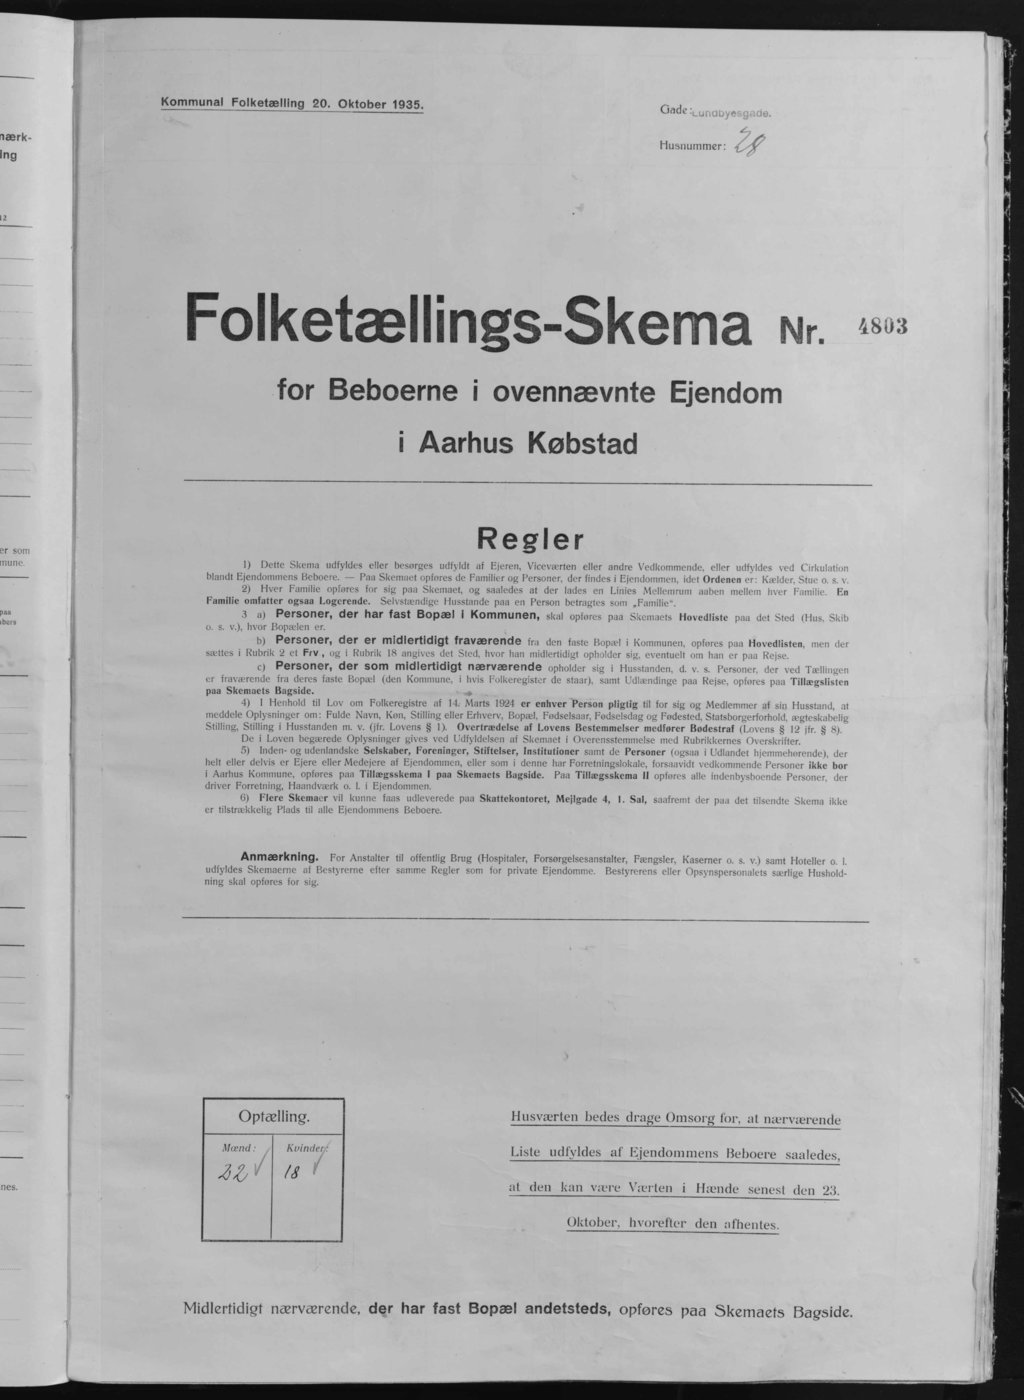 nærk-
ing
12
er som
mune.
paa
nes.
Kommunal Folketælling 20. Oktober 1935.
Gade: Lundbyesgade.
Husnummer: 28
Folketællings-Skema Nr. 4803
for Beboerne i ovennævnte Ejendom
i Aarhus Købstad
Regler
1) Dette Skema udfyldes eller besørges udfyldt af Ejeren, Viceværten eller andre Vedkommende, eller udfyldes ved Cirkulation
blandt Ejendommens Beboere. — Paa Skemaet opføres de Familier og Personer, der findes i Ejendommen, idet Ordenen er: Kælder, Stue o. s. v.
2) Hver Familie opføres for sig paa Skemaet, og saaledes at der lades en Linies Mellemrum aaben mellem hver Familie. En
Familie omfatter ogsaa Logerende. Selvstændige Husstande paa en Person betragtes som „Familie“.
3 a) Personer, der har fast Bopæl i Kommunen, skal opføres paa Skemaets Hovedliste paa det Sted (Hus, Skib
o. s. v.), hvor Bopælen er.
b) Personer, der er midlertidigt fraværende fra den faste Bopæl i Kommunen, opføres paa Hovedlisten, men der
sættes i Rubrik 2 et Frv., og i Rubrik 18 angives det Sted, hvor han midlertidigt opholder sig, eventuelt om han er paa Rejse.
c) Personer, der som midlertidigt nærværende opholder sig i Husstanden, d. v. s. Personer, der ved Tællingen
er fraværende fra deres faste Bopæl (den Kommune, i hvis Folkeregister de staar), samt Udlændinge paa Rejse, opføres paa Tillægslisten
paa Skemaets Bagside.
4) I Henhold til Lov om Folkeregistre af 14. Marts 1924 er enhver Person pligtig til for sig og Medlemmer af sin Husstand, at
meddele Oplysninger om: Fulde Navn, Køn, Stilling eller Erhverv, Bopæl, Fødselsaar, Fødselsdag og Fødested, Statsborgerforhold, ægteskabelig
Stilling, Stilling i Husstanden m. v. (jfr. Lovens § 1). Overtrædelse af Lovens Bestemmelser medfører Bødestraf (Lovens § 12 jfr. § 8).
De i Loven begærede Oplysninger gives ved Udfyldelsen af Skemaet i Overensstemmelse med Rubrikkernes Overskrifter.
5) Inden- og udenlandske Selskaber, Foreninger, Stiftelser, Institutioner samt de Personer (ogsaa i Udlandet hjemmehørende), der
helt eller delvis er Ejere eller Medejere af Ejendommen, eller som i denne har Forretningslokale, forsaavidt vedkommende Personer ikke bor
i Aarhus Kommune, opføres paa Tillægsskema I paa Skemaets Bagside. Paa Tillægsskema II opføres alle indenbysboende Personer, der
driver Forretning, Haandværk o. l. i Ejendommen.
6) Flere Skemaer vil kunne faas udleverede paa Skattekontoret, Mejlgade 4, 1. Sal, saafremt der paa det tilsendte Skema ikke
er tilstrækkelig Plads til alle Ejendommens Beboere.
Anmærkning. For Anstalter til offentlig Brug (Hospitaler, Forsørgelsesanstalter, Fængsler, Kaserner o. s. v.) samt Hoteller o. l.
udfyldes Skemaerne af Bestyrerne efter samme Regler som for private Ejendomme. Bestyrerens eller Opsynspersonalets særlige Hushold-
ning skal opføres for sig.
Optælling.
Mænd: Kvinder:
22 18
Husværten bedes drage Omsorg for, at nærværende
Liste udfyldes af Ejendommens Beboere saaledes,
at den kan være Værten i Hænde senest den 23.
Oktober, hvorefter den afhentes.
Midlertidigt nærværende, der har fast Bopæl andetsteds, opføres paa Skemaets Bagside.